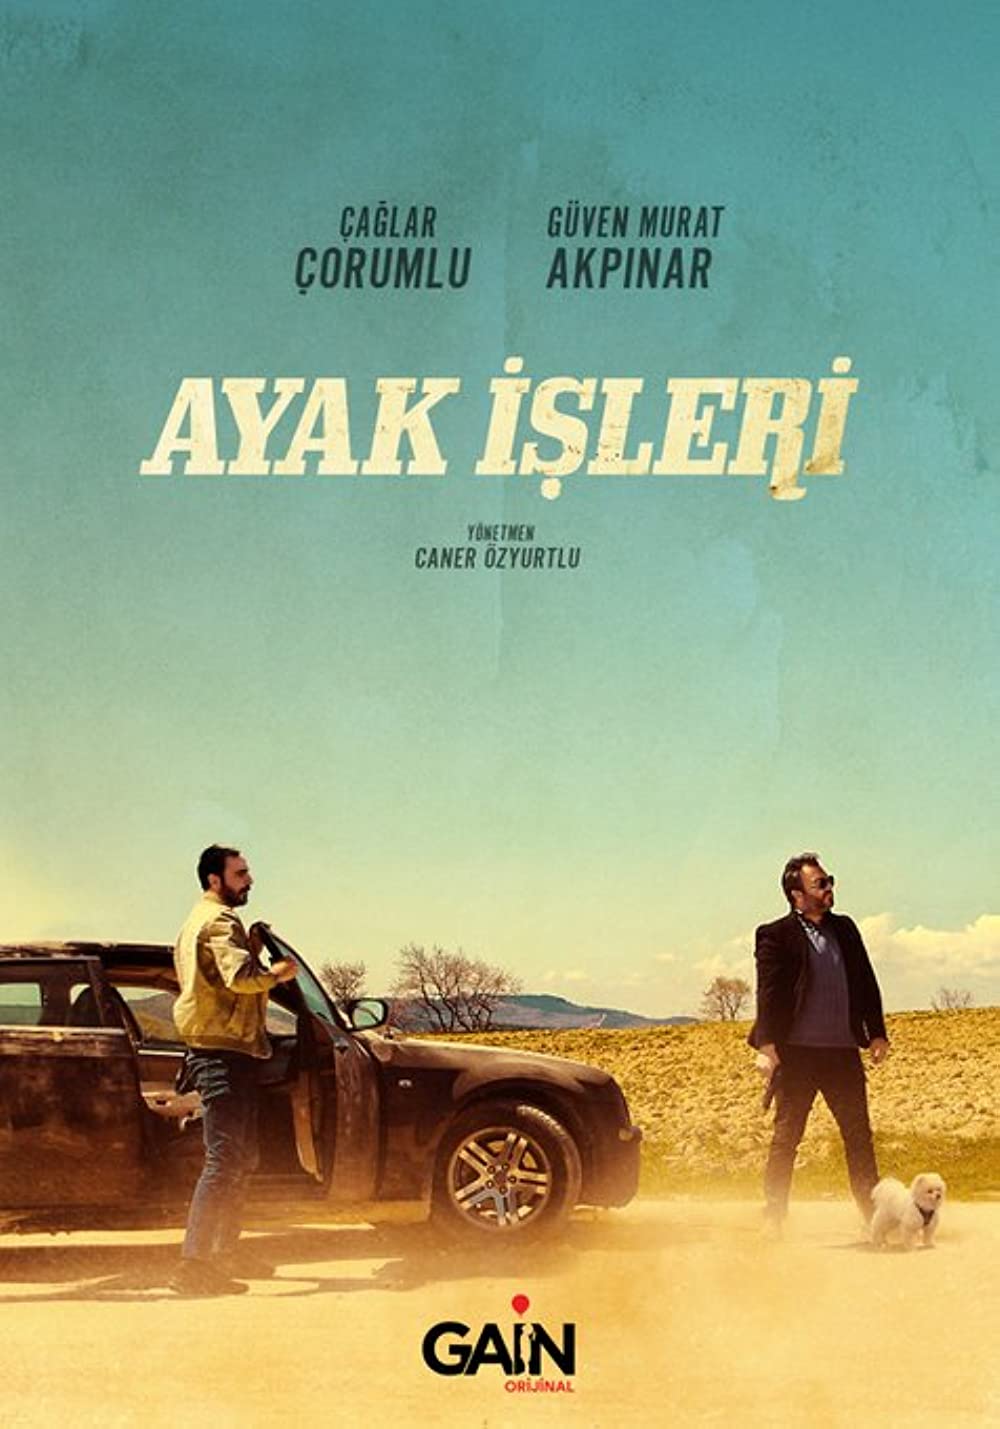 ÇAĞLAR
ÇORUMLU
GÜVEN MURAT
AKPINAR
AYAK İŞLERİ
YÖNETMEN
CANER ÖZYURTLU
GAİN
ORİJİNAL